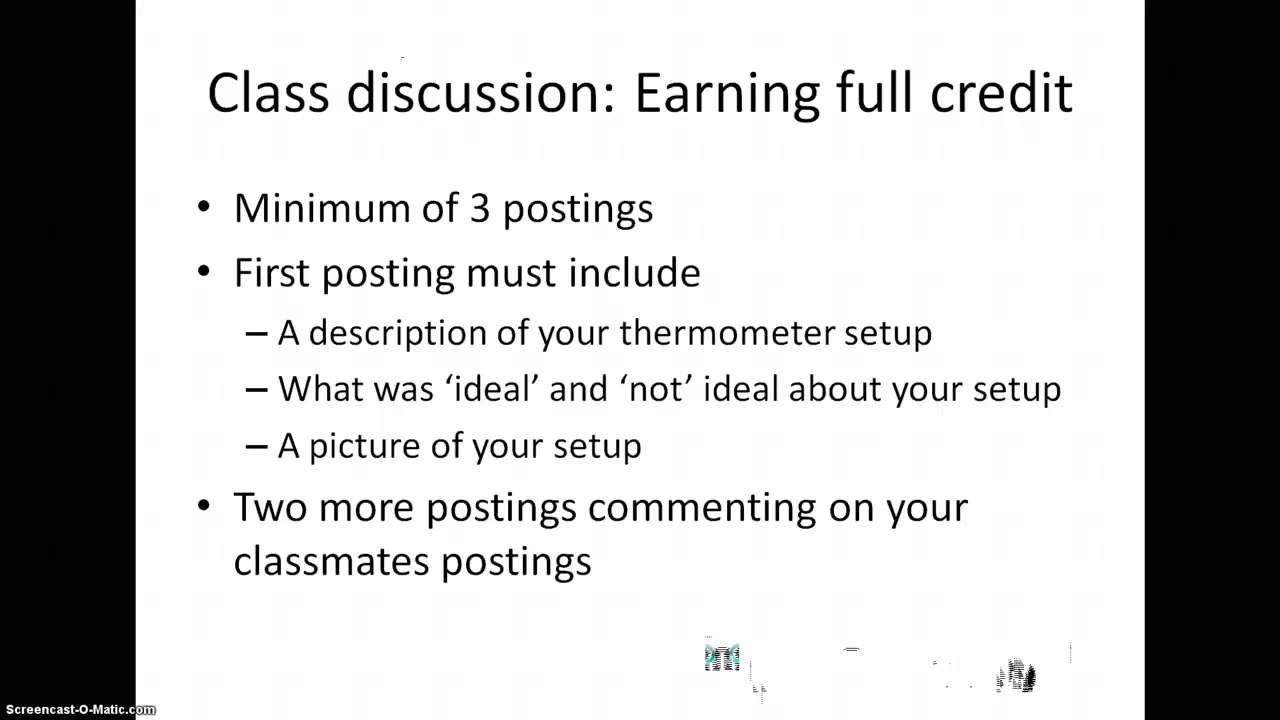 Class discussion: Earning full credit
• Minimum of 3 postings
• First posting must include
– A description of your thermometer setup
– What was ‘ideal’ and ‘not’ ideal about your setup
– A picture of your setup
• Two more postings commenting on your
classmates postings
Screencast-O-Matic.com